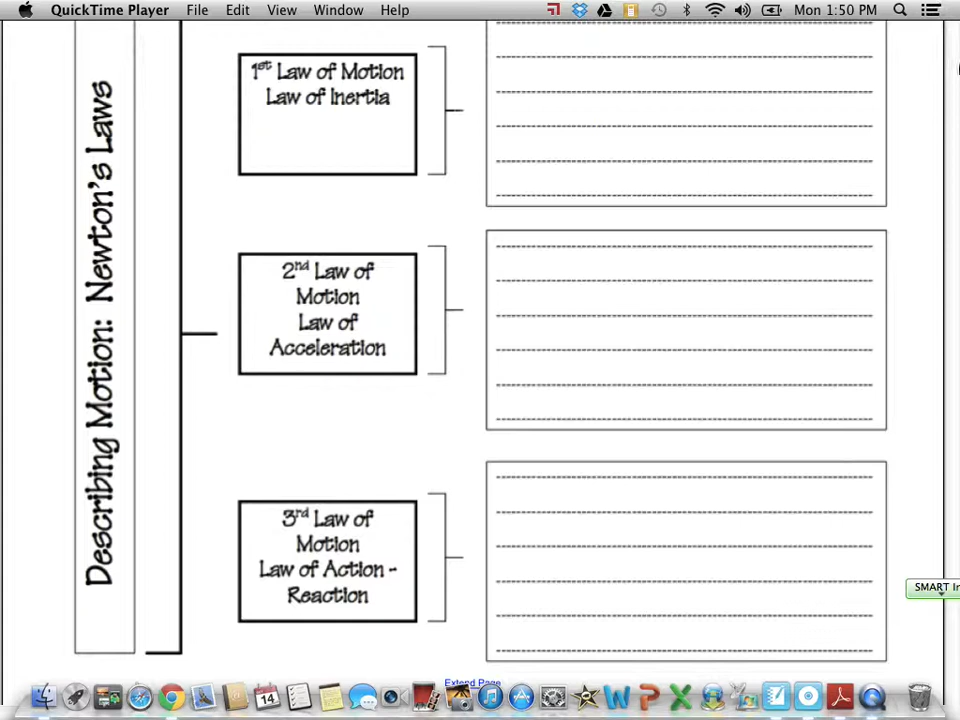 QuickTime Player File Edit View Window Help Mon 1:50 PM
Describing Motion: Newton's Laws
1st Law of Motion
Law of Inertia
2nd Law of
Motion
Law of
Acceleration
3rd Law of
Motion
Law of Action -
Reaction
SMART In
Extend Page
14